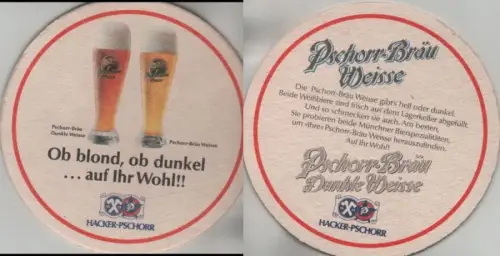 Pschorr-Bräu
Dunkle Weisse
Pschorr-Bräu Weisse
Ob blond, ob dunkel
... auf Ihr Wohl!!
HACKER-PSCHORR
Pschorr-Bräu
Weisse
Die Pschorr-Bräu Weisse gibt's hell oder dunkel.
Beide Weißbiere sind frisch aus dem Lagerkeller abgefüllt.
Und so schmecken sie auch. Am besten,
Sie probieren beide Münchner Bierspezialitäten,
um «Ihre» Pschorr-Bräu Weisse herauszufinden.
Auf Ihr Wohl!
Pschorr-Bräu
Dunkle Weisse
HACKER-PSCHORR